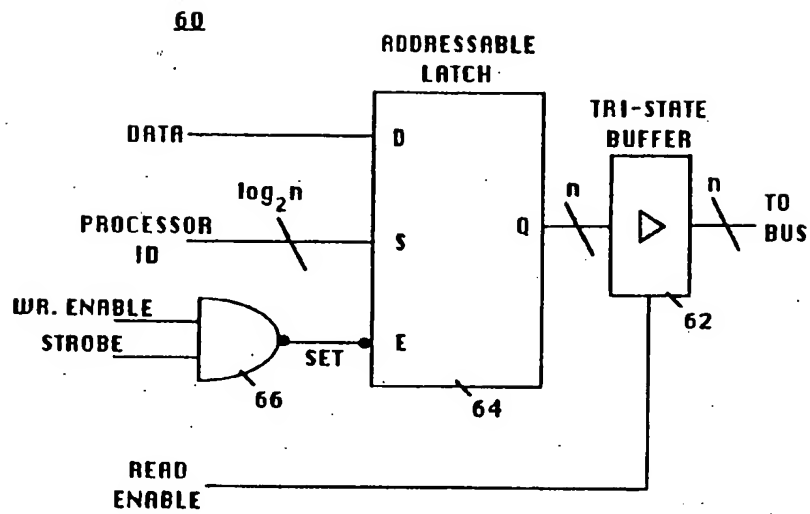 60
ADDRESSABLE
LATCH
TRI-STATE
BUFFER
DATA
D
log2n
PROCESSOR
ID
S
Q
n
n
TO
BUS
WR. ENABLE
STROBE
SET
E
62
66
64
READ
ENABLE